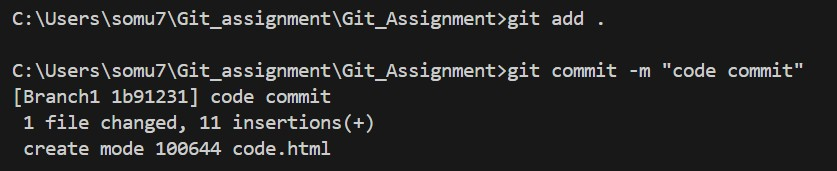 C:\Users\somu7\Git_assignment\Git_Assignment>git add .
C:\Users\somu7\Git_assignment\Git_Assignment>git commit -m "code commit"
[Branch1 1b91231] code commit
1 file changed, 11 insertions(+)
create mode 100644 code.html